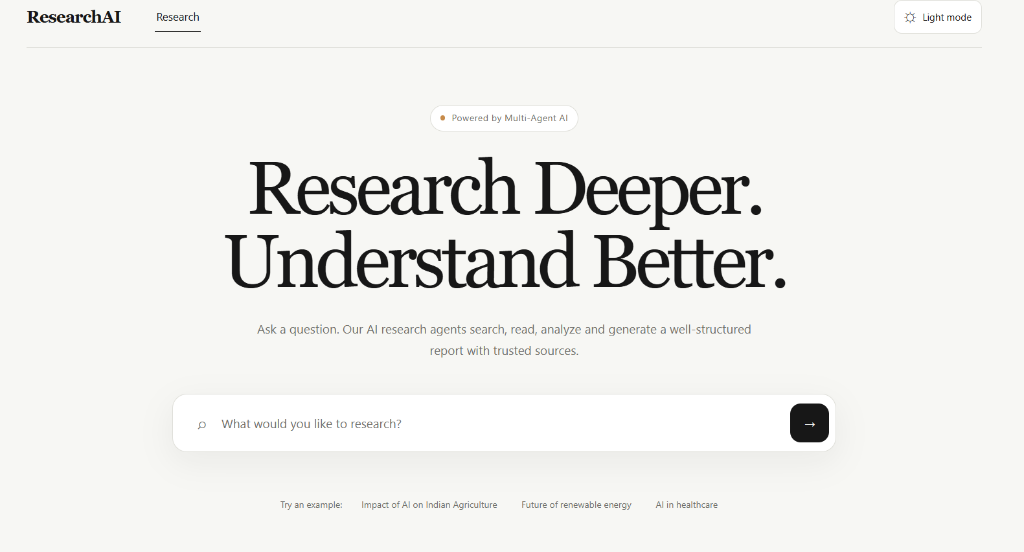 ResearchAI
Research
Light mode
Powered by Multi-Agent AI
Research Deeper.
Understand Better.
Ask a question. Our AI research agents search, read, analyze and generate a well-structured
report with trusted sources.
What would you like to research?
Try an example: Impact of AI on Indian Agriculture Future of renewable energy AI in healthcare